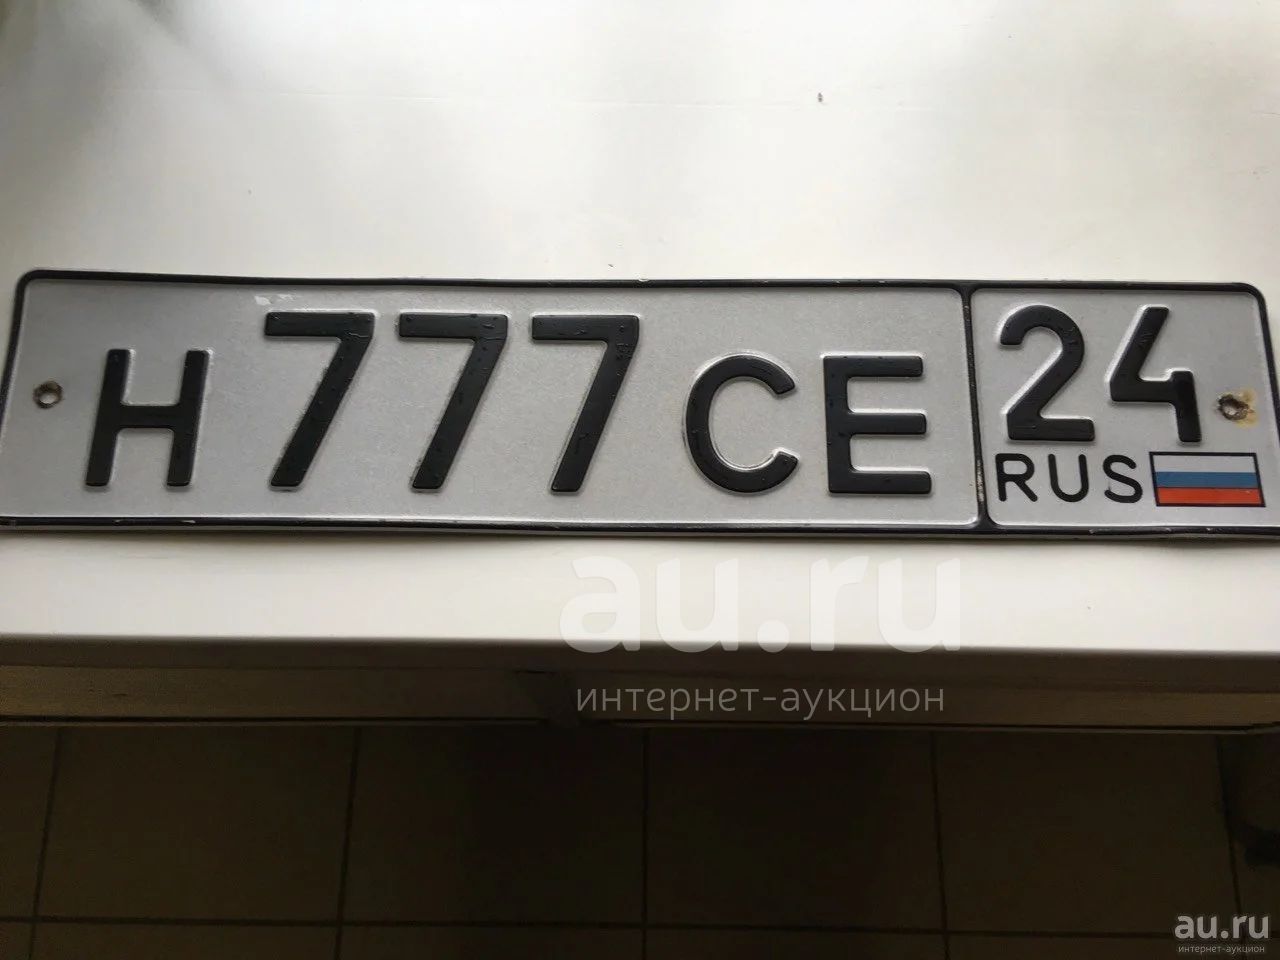 Н777СЕ 24
RUS
au.ru
интернет-аукцион
au.ru
интернет-аукцион